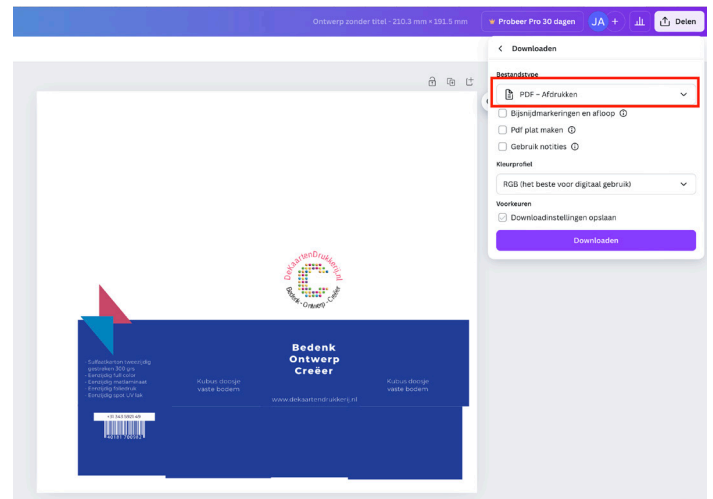 Ontwerp zonder titel - 210.3 mm × 191.5 mm
Probeer Pro 30 dagen
JA
+
Delen
Downloaden
Bestandstype
PDF – Afdrukken
Bijsnijdmarkeringen en afloop
Pdf plat maken
Gebruik notities
Kleurprofiel
RGB (het beste voor digitaal gebruik)
Voorkeuren
Downloadinstellingen opslaan
Downloaden
DeKaartenDrukkerij.nl
Bedenk - Ontwerp - Creëer
Bedenk
Ontwerp
Creëer
- Sulfaatkarton tweezijdig
gestreken 300 grs
- Eenzijdig full color
- Eenzijdig matlaminaat
- Eenzijdig foliedruk
- Eenzijdig spot UV lak
Kubus doosje
vaste bodem
Kubus doosje
vaste bodem
www.dekaartendrukkerij.nl